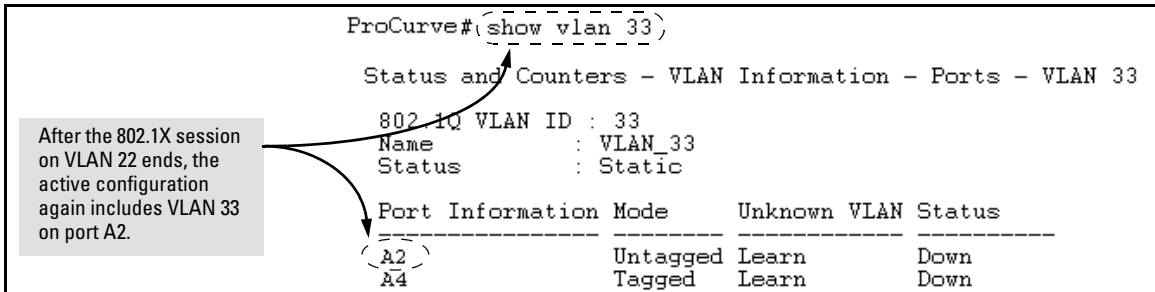 ProCurve# show vlan 33
Status and Counters - VLAN Information - Ports - VLAN 33
802.1Q VLAN ID : 33
Name : VLAN_33
Status : Static
Port Information Mode Unknown VLAN Status
---------------- -------- ------------ ----------
A2 Untagged Learn Down
A4 Tagged Learn Down
After the 802.1X session
on VLAN 22 ends, the
active configuration
again includes VLAN 33
on port A2.